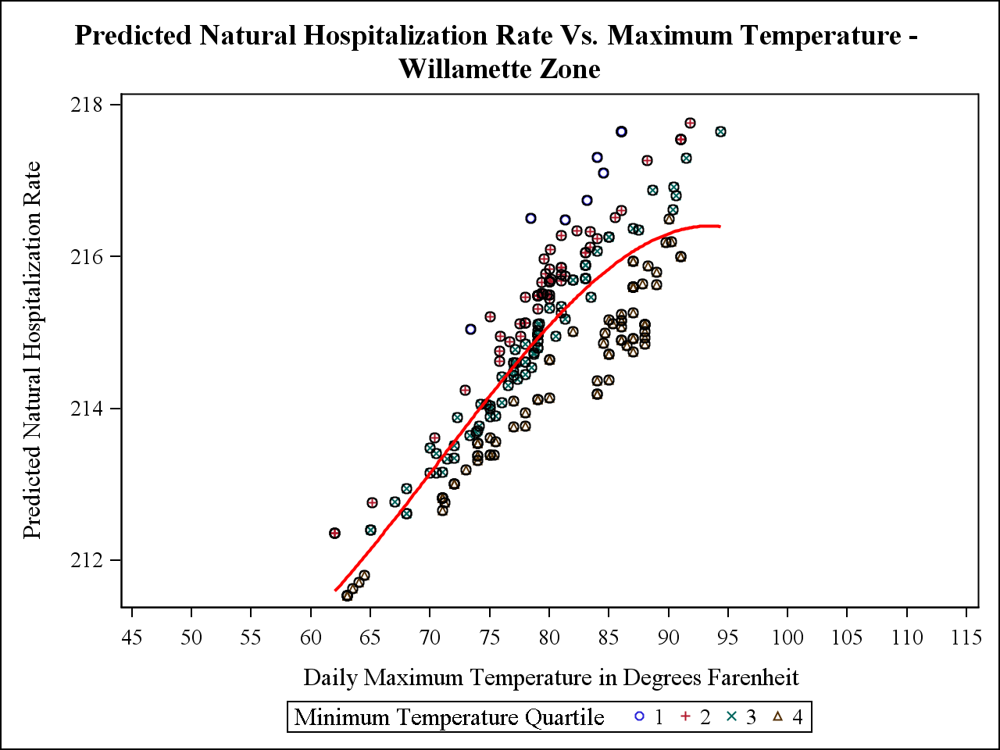 Predicted Natural Hospitalization Rate Vs. Maximum Temperature -
Willamette Zone
Predicted Natural Hospitalization Rate
218
216
214
212
45 50 55 60 65 70 75 80 85 90 95 100 105 110 115
Daily Maximum Temperature in Degrees Farenheit
Minimum Temperature Quartile 1 2 3 4